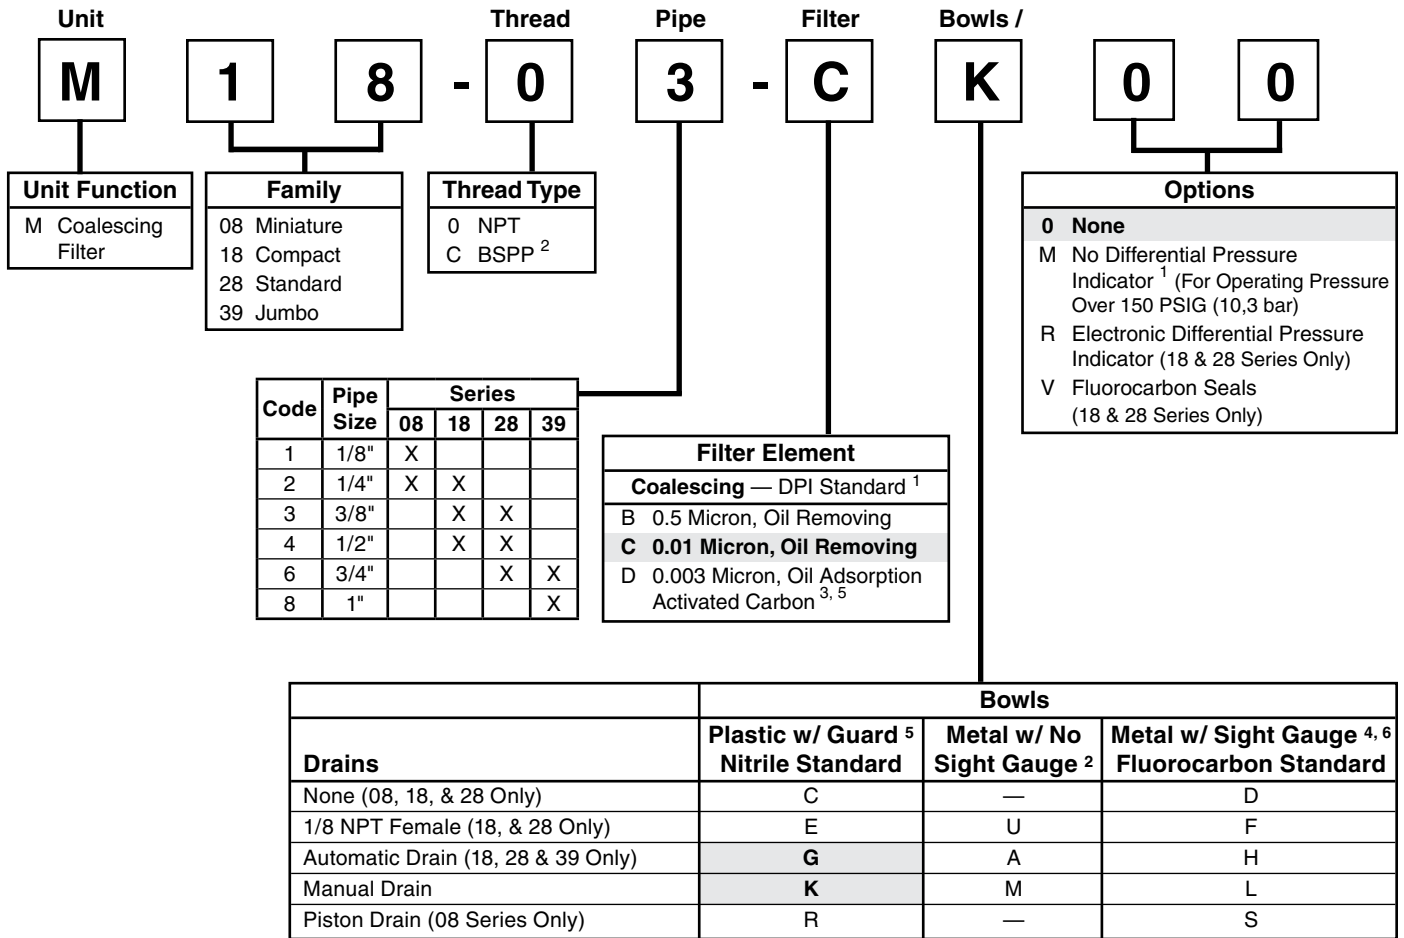 Unit Thread Pipe Filter Bowls /
M 1 8 - 0 3 - C K 0 0
Unit Function
M Coalescing
Filter
Family
08 Miniature
18 Compact
28 Standard
39 Jumbo
Thread Type
0 NPT
C BSPP 2
Options
0 None
M No Differential Pressure
Indicator 1 (For Operating Pressure
Over 150 PSIG (10,3 bar)
R Electronic Differential Pressure
Indicator (18 & 28 Series Only)
V Fluorocarbon Seals
(18 & 28 Series Only)
Code Pipe Size Series
08 18 28 39
1 1/8" X
2 1/4" X X
3 3/8" X X
4 1/2" X X
6 3/4" X X
8 1" X
Filter Element
Coalescing — DPI Standard 1
B 0.5 Micron, Oil Removing
C 0.01 Micron, Oil Removing
D 0.003 Micron, Oil Adsorption
Activated Carbon 3, 5
Bowls
Drains Plastic w/ Guard 5 Nitrile Standard Metal w/ No Sight Gauge 2 Metal w/ Sight Gauge 4, 6 Fluorocarbon Standard
None (08, 18, & 28 Only) C — D
1/8 NPT Female (18, & 28 Only) E U F
Automatic Drain (18, 28 & 39 Only) G A H
Manual Drain K M L
Piston Drain (08 Series Only) R — S